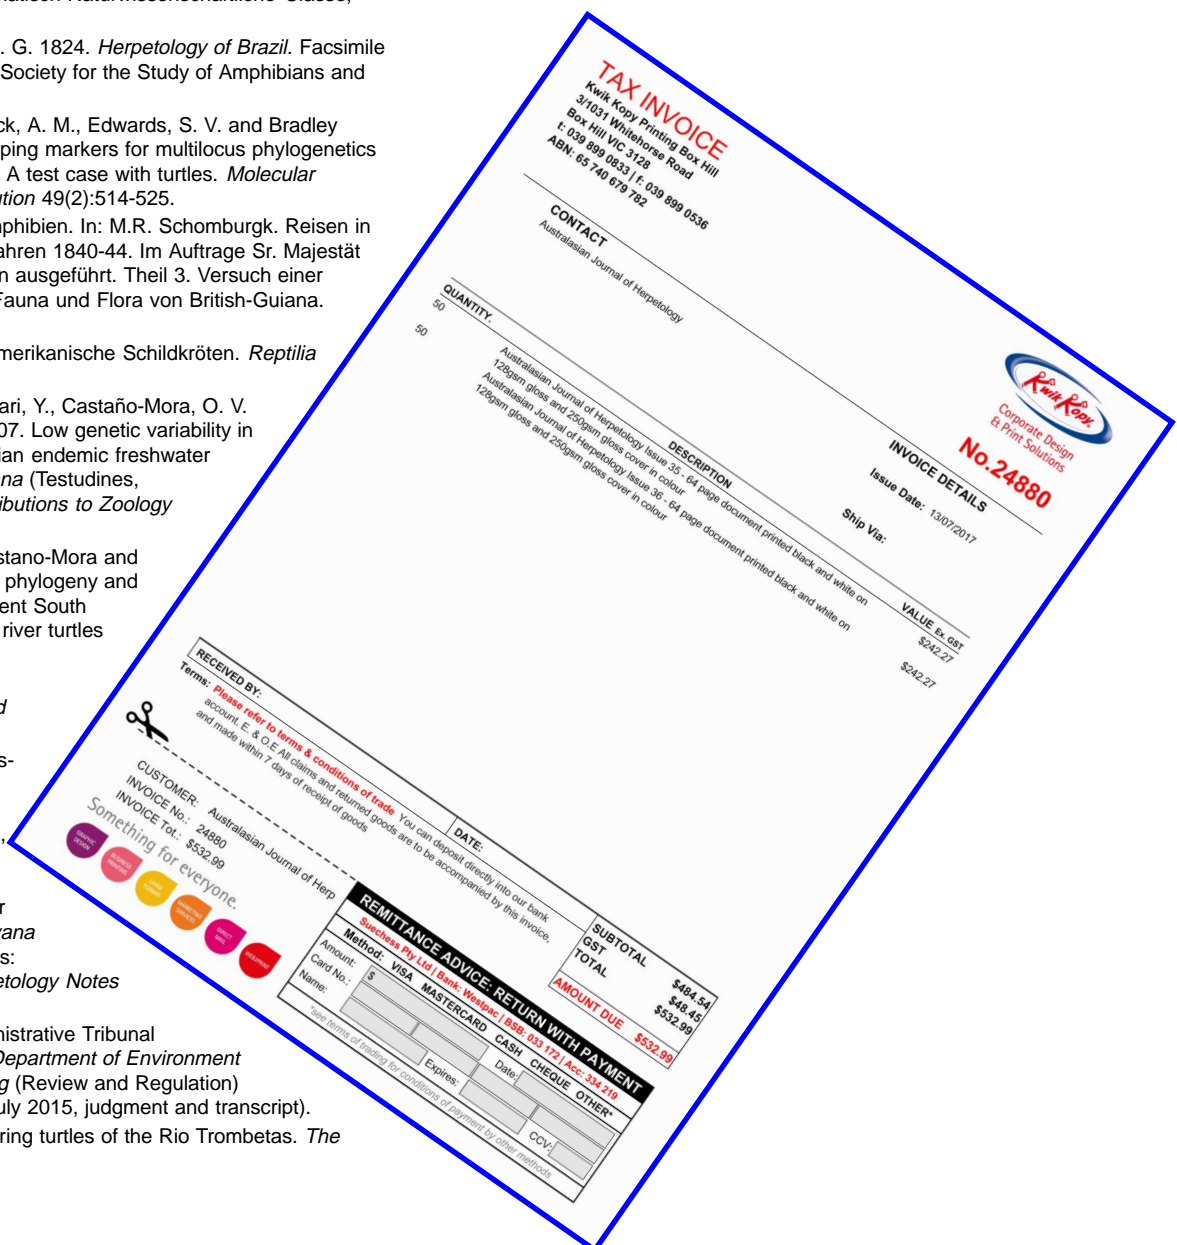 . G. 1824. Herpetology of Brazil. Facsimile
Society for the Study of Amphibians and
ck, A. M., Edwards, S. V. and Bradley
ping markers for multilocus phylogenetics
A test case with turtles. Molecular
ution 49(2):514-525.
nphibien. In: M.R. Schomburgk. Reisen in
ahren 1840-44. Im Auftrage Sr. Majestät
n ausgeführt. Theil 3. Versuch einer
Fauna und Flora von British-Guiana.
merikanische Schildkröten. Reptilia
ari, Y., Castaño-Mora, O. V.
07. Low genetic variability in
ian endemic freshwater
na (Testudines,
ributions to Zoology
stano-Mora and
phylogeny and
ent South
river turtles
d
s-
,
r
vana
s:
etology Notes
nistrative Tribunal
Department of Environment
g (Review and Regulation)
uly 2015, judgment and transcript).
ring turtles of the Rio Trombetas. The
TAX INVOICE
Kwik Kopy Printing Box Hill
3/1031 Whitehorse Road
Box Hill VIC 3128
t: 039 899 0833 | f: 039 899 0536
ABN: 65 740 679 782
CONTACT
Australasian Journal of Herpetology
Kwik Kopy.
Corporate Design
& Print Solutions
No.24880
INVOICE DETAILS
Issue Date: 13/07/2017
Ship Via:
QUANTITY. DESCRIPTION VALUE Ex. GST
50 Australasian Journal of Herpetology Issue 35 - 64 page document printed black and white on $242.27
128gsm gloss and 250gsm gloss cover in colour
50 Australasian Journal of Herpetology Issue 36 - 64 page document printed black and white on $242.27
128gsm gloss and 250gsm gloss cover in colour
RECEIVED BY: DATE:
Terms: Please refer to terms & conditions of trade You can deposit directly into our bank
account. E. & O.E All claims and returned goods are to be accompanied by this invoice,
and made within 7 days of receipt of goods
SUBTOTAL $484.54
GST $48.45
TOTAL $532.99
AMOUNT DUE $532.99
CUSTOMER: Australasian Journal of Herp
INVOICE No.: 24880
INVOICE Tot.: $532.99
Something for everyone.
GRAPHIC DESIGN
BUSINESS PRINTING
LARGE FORMAT
MARKETING SERVICES
DIRECT MAIL
WEB2PRINT
REMITTANCE ADVICE: RETURN WITH PAYMENT
Suechess Pty Ltd | Bank: Westpac | BSB: 033 172 | Acc: 334 219
Method: VISA MASTERCARD CASH CHEQUE OTHER*
Amount: $ Date:
Card No.:
Name: Expires: CCV:
*see terms of trading for conditions of payment by other methods